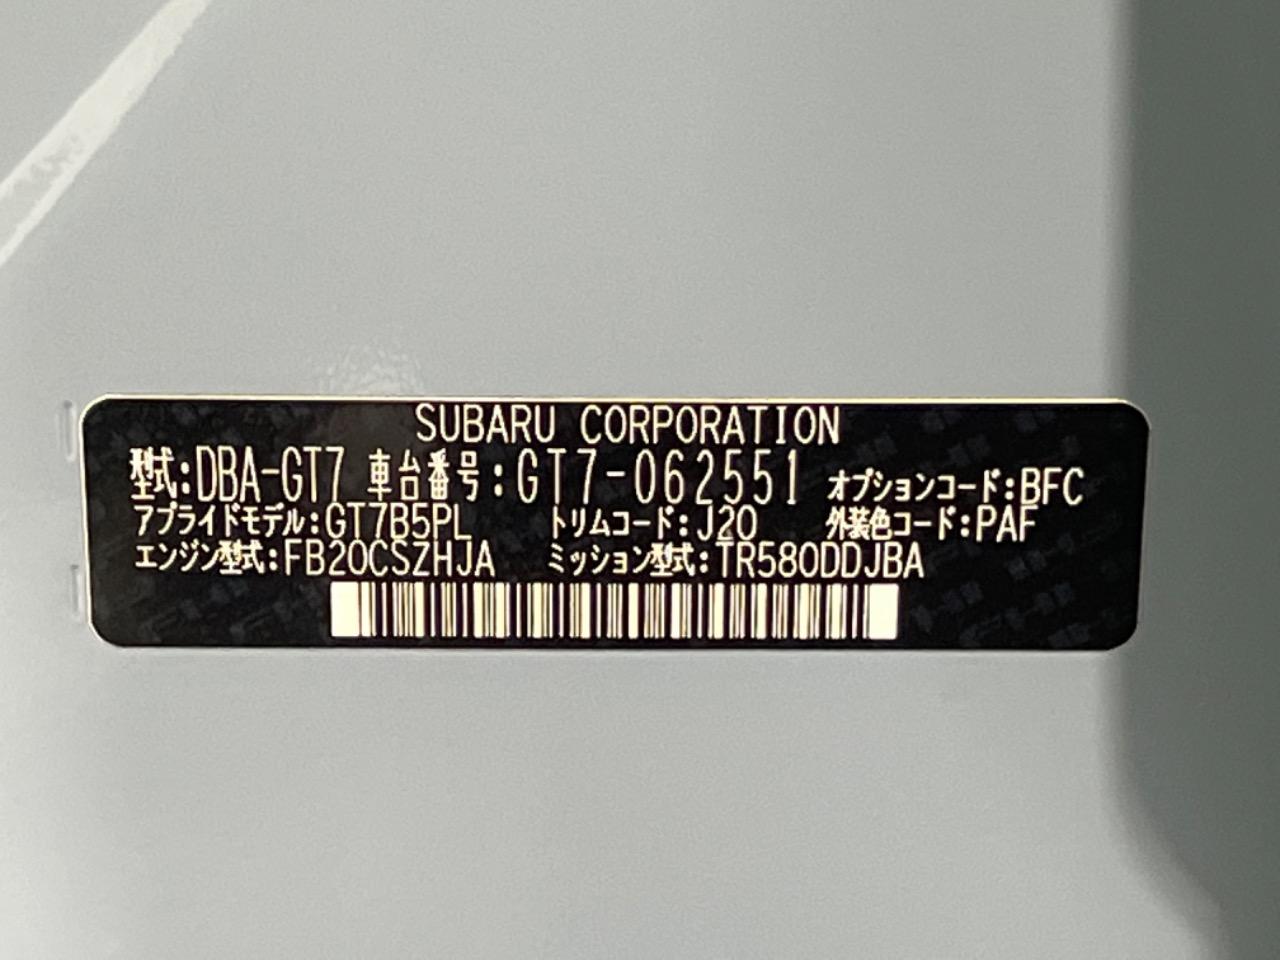 SUBARU CORPORATION
型式:DBA-GT7 車台番号:GT7-062551 オプションコード:BFC
アプライドモデル:GT7B5PL トリムコード:J20 外装色コード:PAF
エンジン型式:FB20CSZHJA ミッション型式:TR580DDJBA